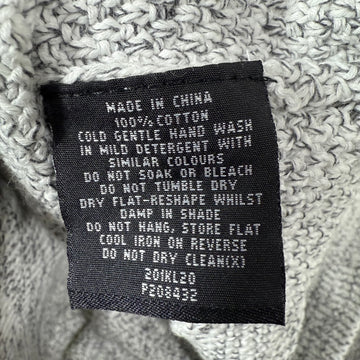 MADE IN CHINA
100% COTTON
COLD GENTLE HAND WASH
IN MILD DETERGENT WITH
SIMILAR COLOURS
DO NOT SOAK OR BLEACH
DO NOT TUMBLE DRY
DRY FLAT-RESHAPE WHILST
DAMP IN SHADE
DO NOT HANG, STORE FLAT
COOL IRON ON REVERSE
DO NOT DRY CLEAN(X)
201KL20
P208432